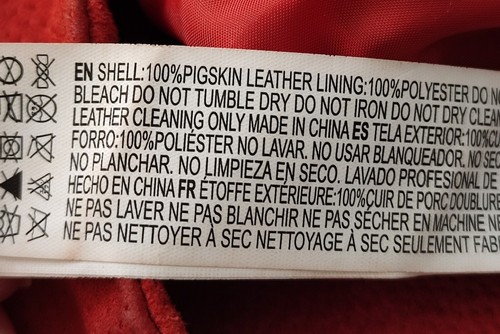 EN SHELL:100%PIGSKIN LEATHER LINING:100%POLYESTER DO
BLEACH DO NOT TUMBLE DRY DO NOT IRON DO NOT DRY CLEA
LEATHER CLEANING ONLY MADE IN CHINA ES TELA EXTERIOR:100%CU
FORRO:100%POLIÉSTER NO LAVAR. NO USAR BLANQUEADOR. NO SE
NO PLANCHAR. NO LIMPIEZA EN SECO. LAVADO PROFESIONAL DE
HECHO EN CHINA FR ÉTOFFE EXTÉRIEURE:100%CUIR DE PORC DOUBLURE
NE PAS LAVER NE PAS BLANCHIR NE PAS SÉCHER EN MACHINE N
NE PAS NETTOYER À SEC NETTOYAGE À SEC SEULEMENT FAB